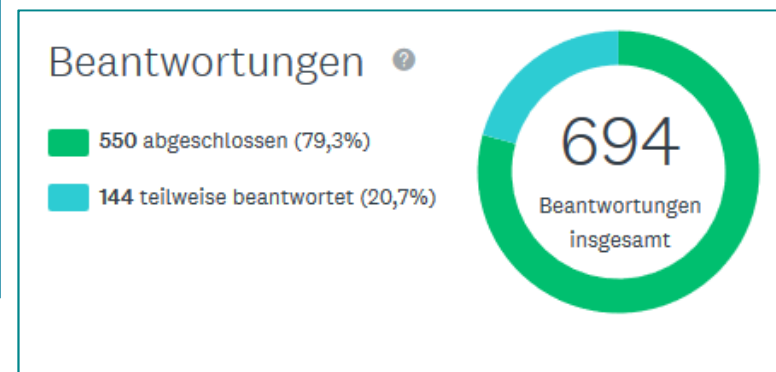 Beantwortungen ?
550 abgeschlossen (79,3%)
144 teilweise beantwortet (20,7%)
694
Beantwortungen
insgesamt